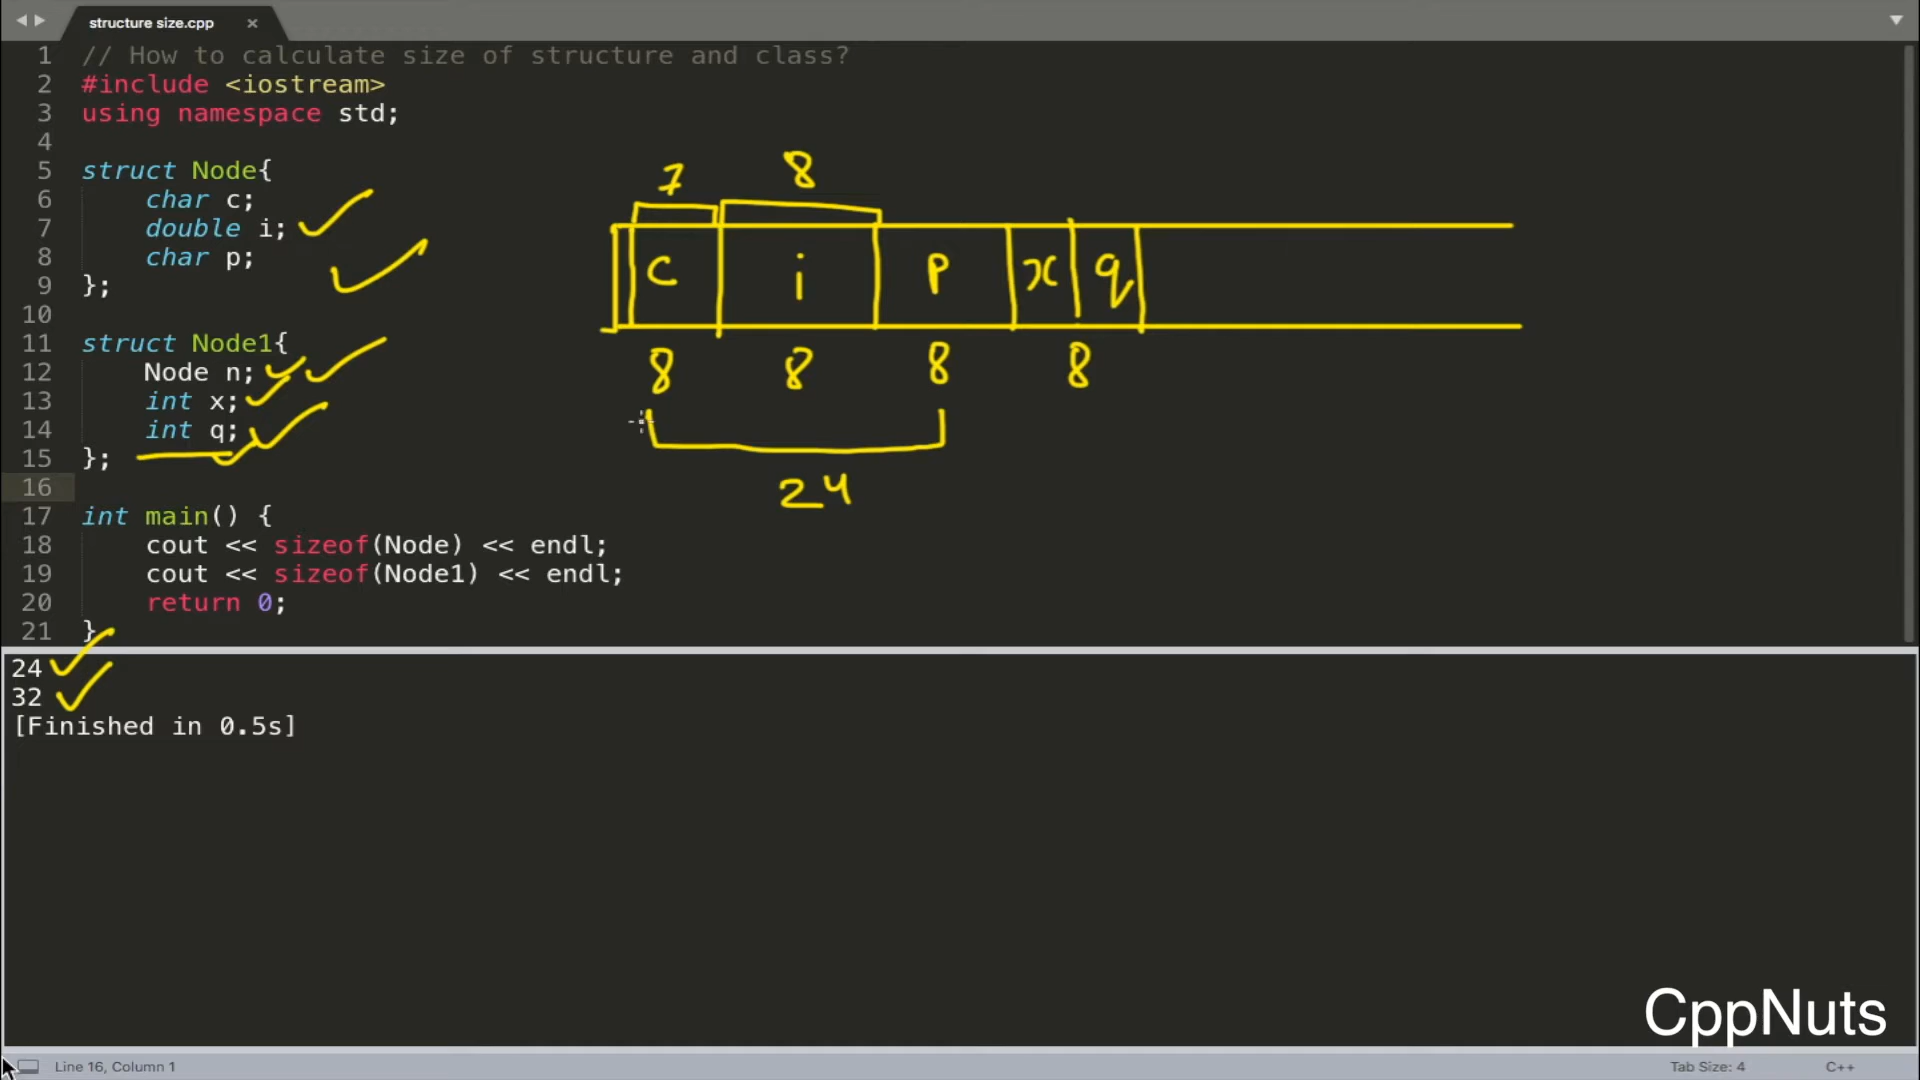 structure size.cpp ×
1 // How to calculate size of structure and class?
2 #include <iostream>
3 using namespace std;
4
5 struct Node{
6 char c;
7 double i;
8 char p;
9 };
10
11 struct Node1{
12 Node n;
13 int x;
14 int q;
15 };
16
17 int main() {
18 cout << sizeof(Node) << endl;
19 cout << sizeof(Node1) << endl;
20 return 0;
21 }
7 8
c i p x q
8 8 8 8
24
24
32
[Finished in 0.5s]
CppNuts
Line 16, Column 1 Tab Size: 4 C++